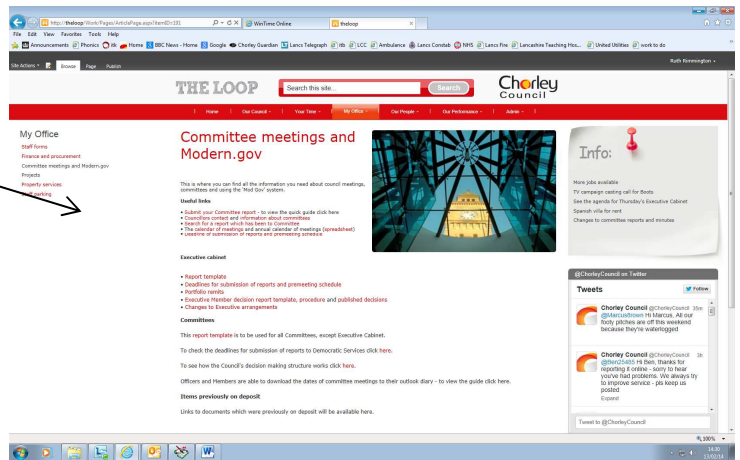 http://theloop/Work/Pages/ArticlePage.aspx?itemID=191
WinTime Online
theloop
File Edit View Favorites Tools Help
Announcements Phonics itk Home BBC News - Home Google Chorley Guardian Lancs Telegraph itb LCC Ambulance Lancs Constab NHS Lancs Fire Lancashire Teaching Hos... United Utilities work to do
Site Actions Browse Page Publish
Ruth Rimmington
THE LOOP
Search this site...
Search
Chorley
Council
Home Our Council Your Time My Office Our People Our Performance Admin
My Office
Staff forms
Finance and procurement
Committee meetings and Modern.gov
Projects
Property services
Staff parking
Committee meetings and
Modern.gov
This is where you can find all the information you need about council meetings,
committees and using the 'Mod Gov' system.
Useful links
• Submit your Committee report - to view the quick guide click here
• Councillors contact and information about committees
• Search for a report which has been to Committee
• The calendar of meetings and annual calendar of meetings (spreadsheet)
• Deadline of submission of reports and premeeting schedule
Executive cabinet
• Report template
• Deadlines for submission of reports and premeeting schedule
• Portfolio remits
• Executive Member decision report template, procedure and published decisions
• Changes to Executive arrangements
Committees
This report template is to be used for all Committees, except Executive Cabinet.
To check the deadlines for submission of reports to Democratic Services click here.
To see how the Council's decision making structure works click here.
Officers and Members are able to download the dates of committee meetings to their outlook diary - to view the guide click here.
Items previously on deposit
Links to documents which were previously on deposit will be available here.
Info:
More jobs available
TV campaign casting call for Boots
See the agenda for Thursday's Executive Cabinet
Spanish villa for rent
Changes to committee reports and minutes
@ChorleyCouncil on Twitter
Tweets
Follow
Chorley Council @ChorleyCouncil 35m
@MarcusBrown Hi Marcus, All our
footy pitches are off this weekend
because they're waterlogged
Chorley Council @ChorleyCouncil 3h
@Ben25485 Hi Ben, thanks for
reporting it online - sorry to hear
you've had problems. We always try
to improve service - pls keep us
posted
Expand
Tweet to @ChorleyCouncil
100%
14:30
13/02/14